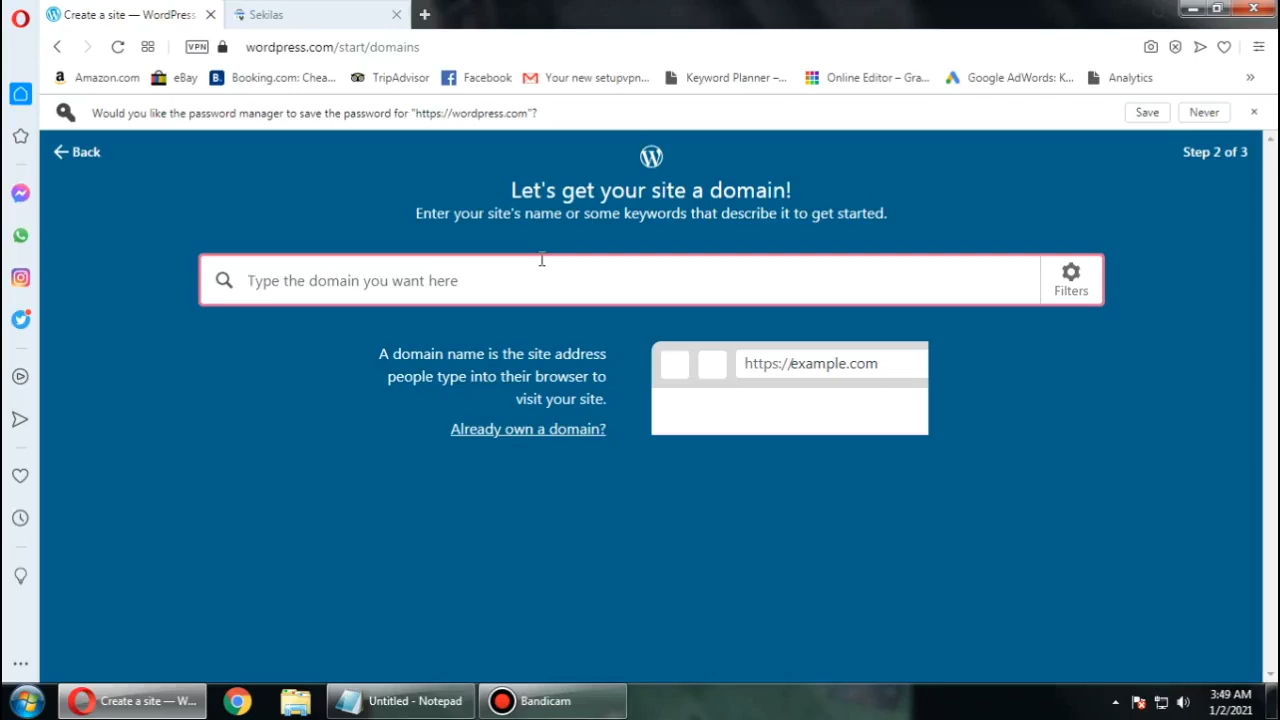 Create a site — WordPress
Sekilas
VPN
wordpress.com/start/domains
Amazon.com
eBay
Booking.com: Chea...
TripAdvisor
Facebook
Your new setupvpn...
Keyword Planner –...
Online Editor – Gra...
Google AdWords: K...
Analytics
Would you like the password manager to save the password for "https://wordpress.com"?
Save
Never
Back
Step 2 of 3
Let's get your site a domain!
Enter your site's name or some keywords that describe it to get started.
Type the domain you want here
Filters
A domain name is the site address
people type into their browser to
visit your site.
Already own a domain?
https://example.com
Create a site — W...
Untitled - Notepad
Bandicam
3:49 AM
1/2/2021